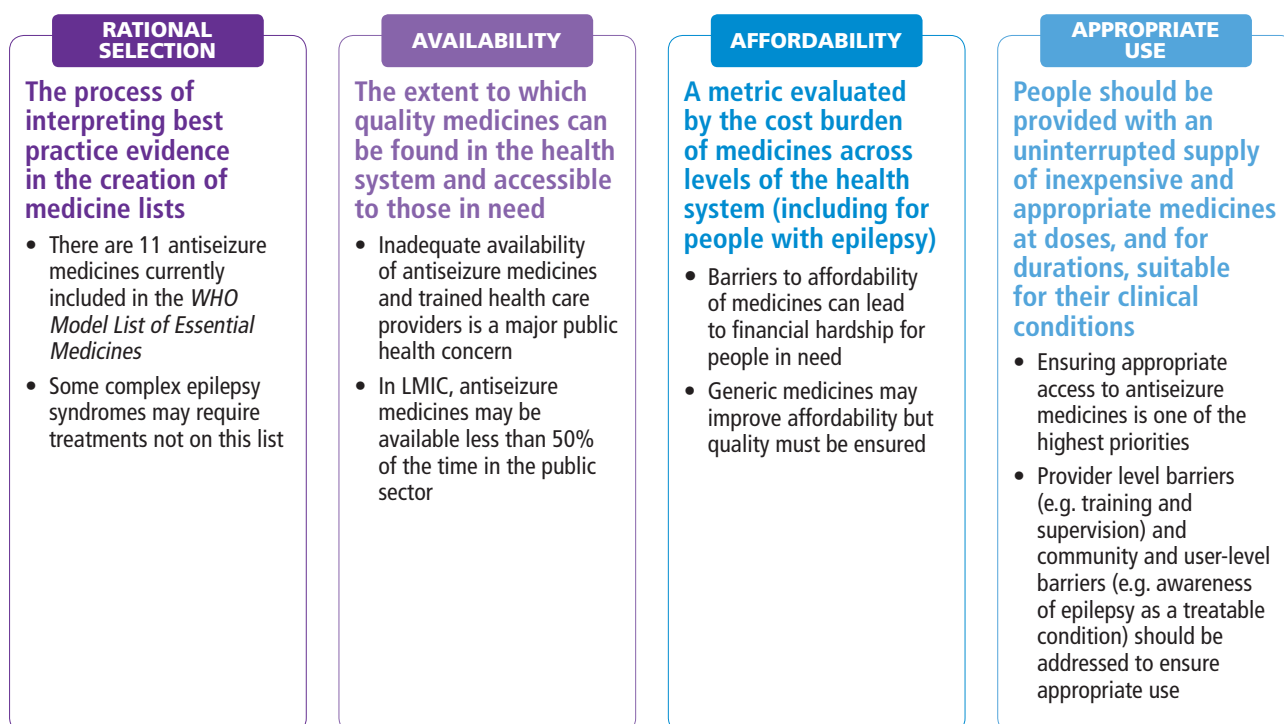 RATIONAL
SELECTION
The process of
interpreting best
practice evidence
in the creation of
medicine lists
• There are 11 antiseizure
medicines currently
included in the WHO
Model List of Essential
Medicines
• Some complex epilepsy
syndromes may require
treatments not on this list
AVAILABILITY
The extent to which
quality medicines can
be found in the health
system and accessible
to those in need
• Inadequate availability
of antiseizure medicines
and trained health care
providers is a major public
health concern
• In LMIC, antiseizure
medicines may be
available less than 50%
of the time in the public
sector
AFFORDABILITY
A metric evaluated
by the cost burden
of medicines across
levels of the health
system (including for
people with epilepsy)
• Barriers to affordability
of medicines can lead
to financial hardship for
people in need
• Generic medicines may
improve affordability but
quality must be ensured
APPROPRIATE
USE
People should be
provided with an
uninterrupted supply
of inexpensive and
appropriate medicines
at doses, and for
durations, suitable
for their clinical
conditions
• Ensuring appropriate
access to antiseizure
medicines is one of the
highest priorities
• Provider level barriers
(e.g. training and
supervision) and
community and user-level
barriers (e.g. awareness
of epilepsy as a treatable
condition) should be
addressed to ensure
appropriate use